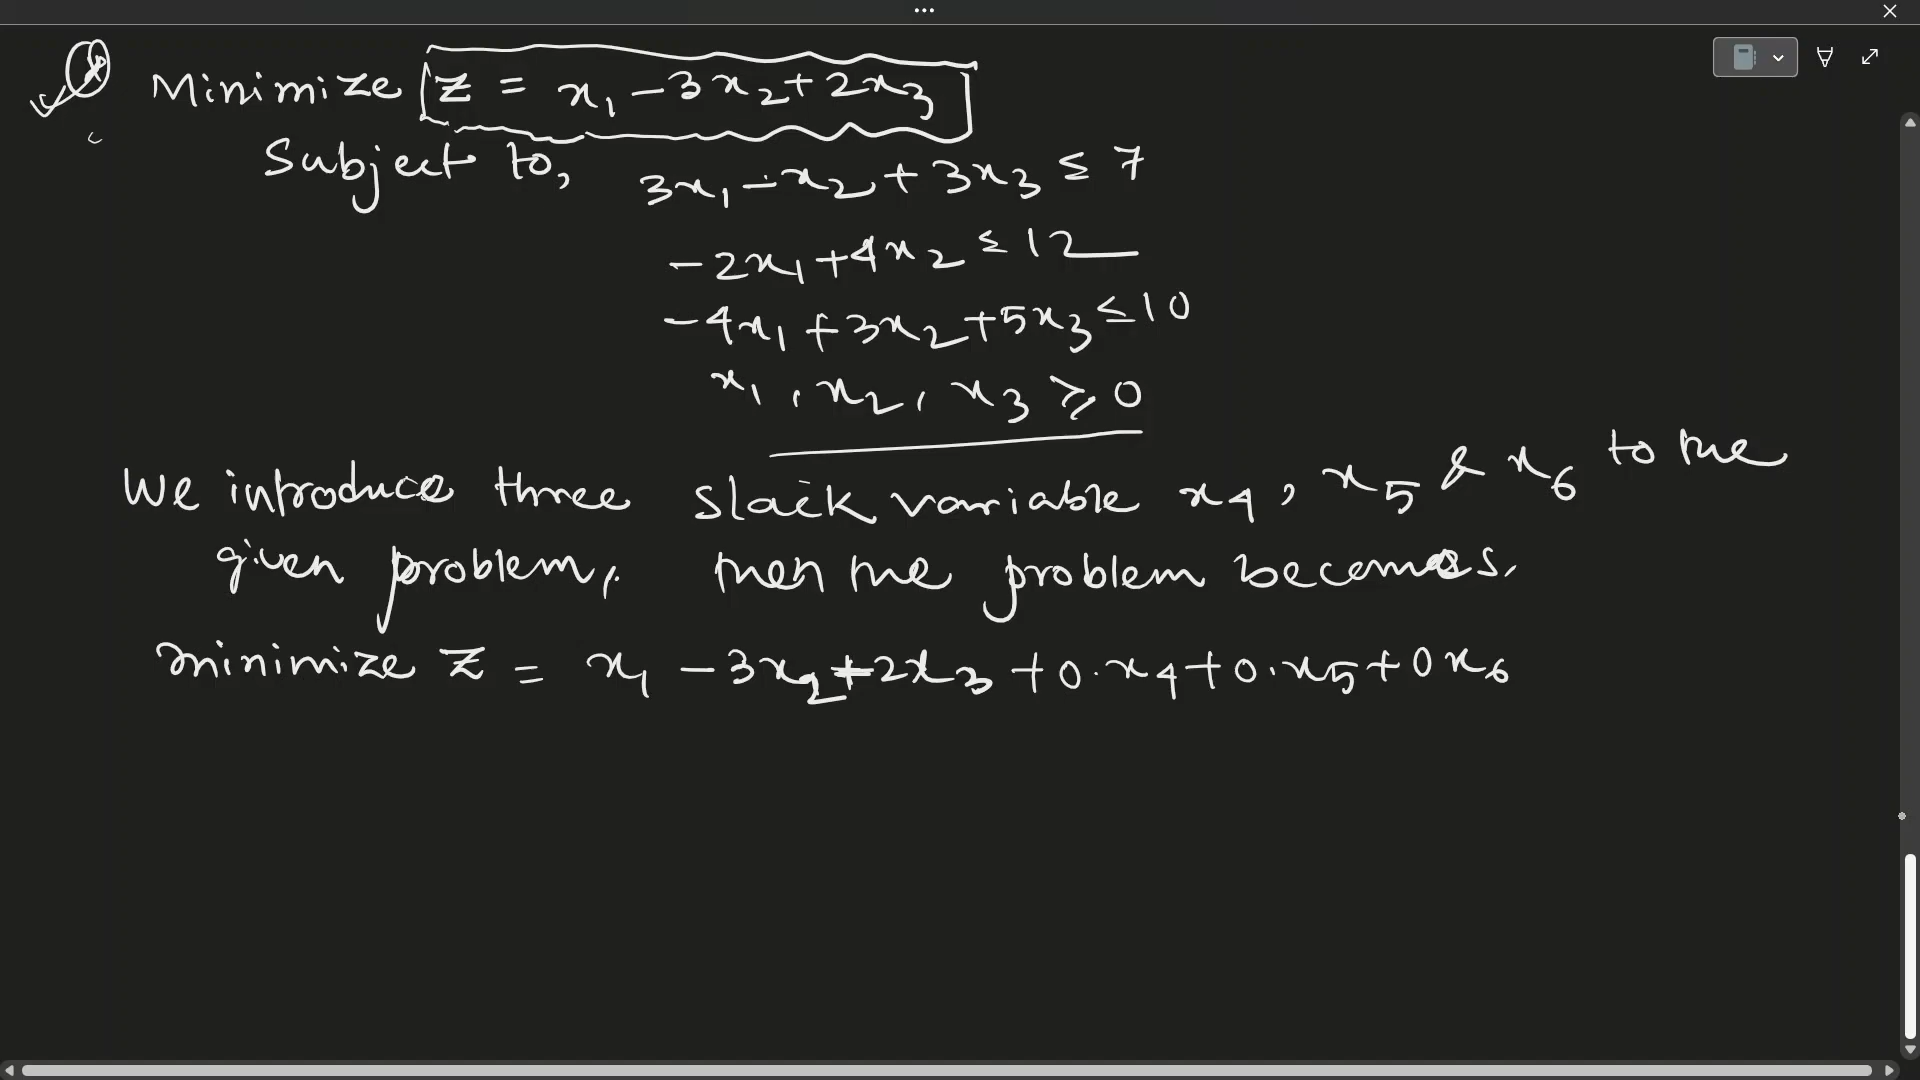 Minimize Z = x₁ - 3x₂ + 2x₃
Subject to, 3x₁ - x₂ + 3x₃ ≤ 7
-2x₁ + 4x₂ ≤ 12
-4x₁ + 3x₂ + 5x₃ ≤ 10
x₁, x₂, x₃ ≥ 0
We introduce three slack variable x₄, x₅ & x₆ to the
given problem, then the problem becomes,
minimize Z = x₁ - 3x₂ + 2x₃ + 0·x₄ + 0·x₅ + 0x₆